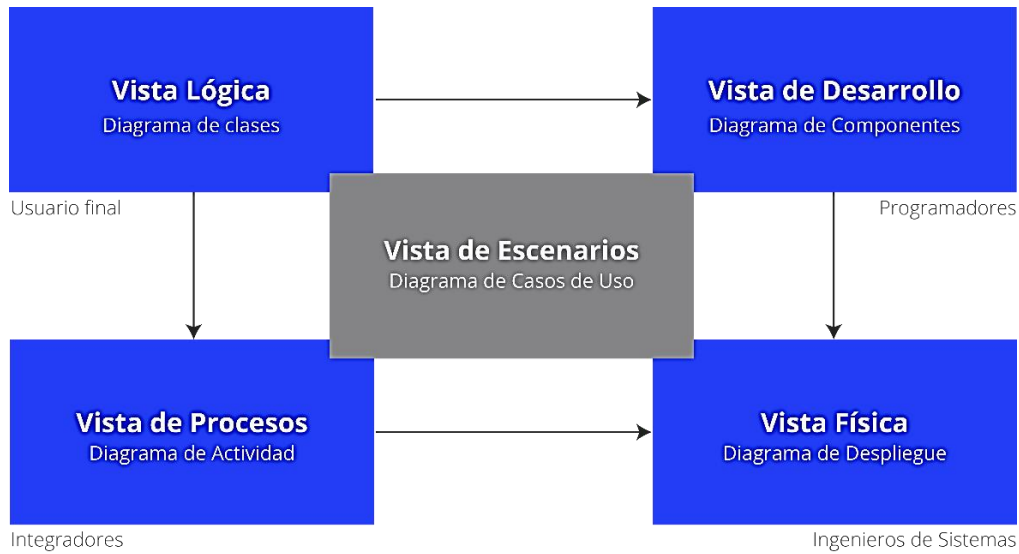 Vista Lógica
Diagrama de clases
Vista de Desarrollo
Diagrama de Componentes
Usuario final
Programadores
Vista de Escenarios
Diagrama de Casos de Uso
Vista de Procesos
Diagrama de Actividad
Vista Física
Diagrama de Despliegue
Integradores
Ingenieros de Sistemas